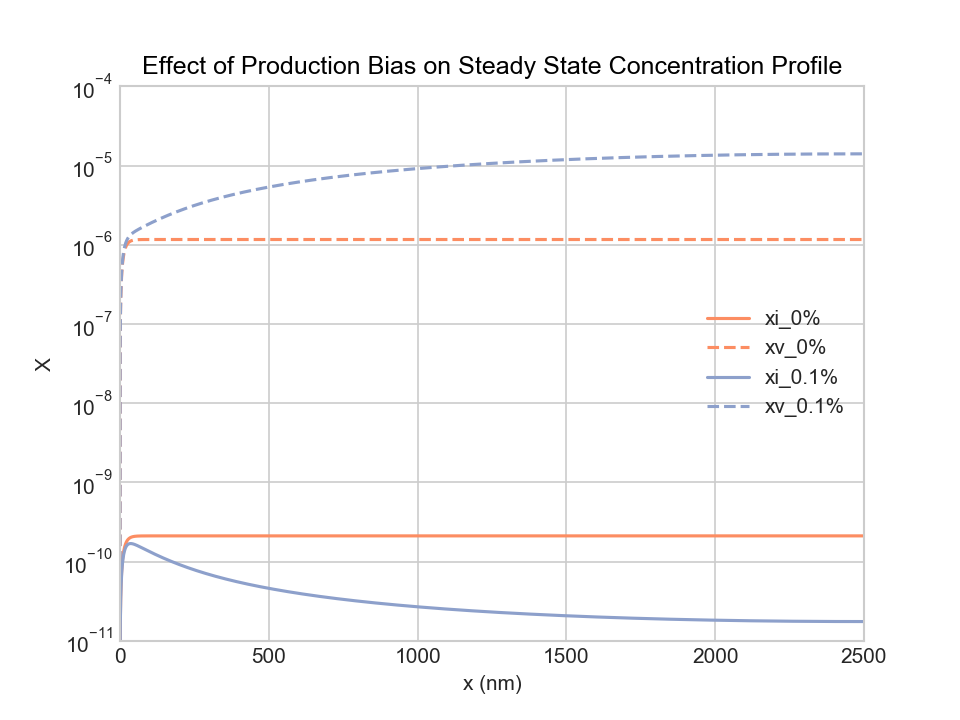 Effect of Production Bias on Steady State Concentration Profile
10⁻⁴
10⁻⁵
10⁻⁶
10⁻⁷
10⁻⁸
10⁻⁹
10⁻¹⁰
10⁻¹¹
X
xi_0%
xv_0%
xi_0.1%
xv_0.1%
0 500 1000 1500 2000 2500
x (nm)